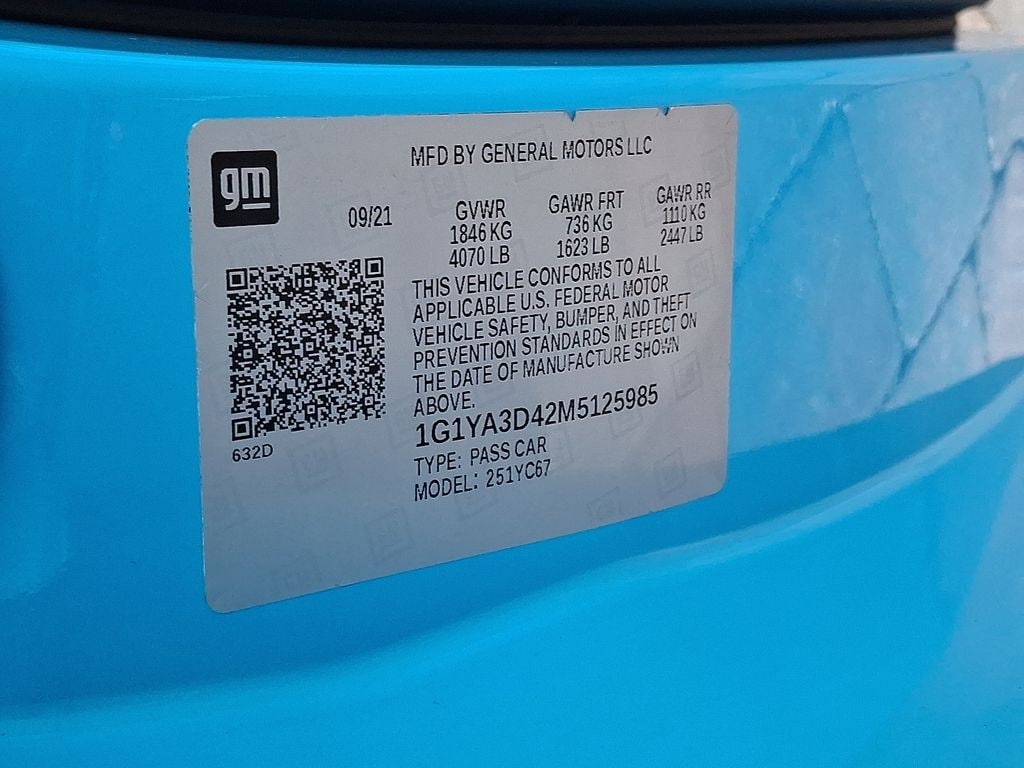 gm
MFD BY GENERAL MOTORS LLC
09/21
GVWR
1846 KG
4070 LB
GAWR FRT
736 KG
1623 LB
GAWR RR
1110 KG
2447 LB
THIS VEHICLE CONFORMS TO ALL
APPLICABLE U.S. FEDERAL MOTOR
VEHICLE SAFETY, BUMPER, AND THEFT
PREVENTION STANDARDS IN EFFECT ON
THE DATE OF MANUFACTURE SHOWN
ABOVE.
1G1YA3D42M5125985
TYPE: PASS CAR
MODEL: 251YC67
632D